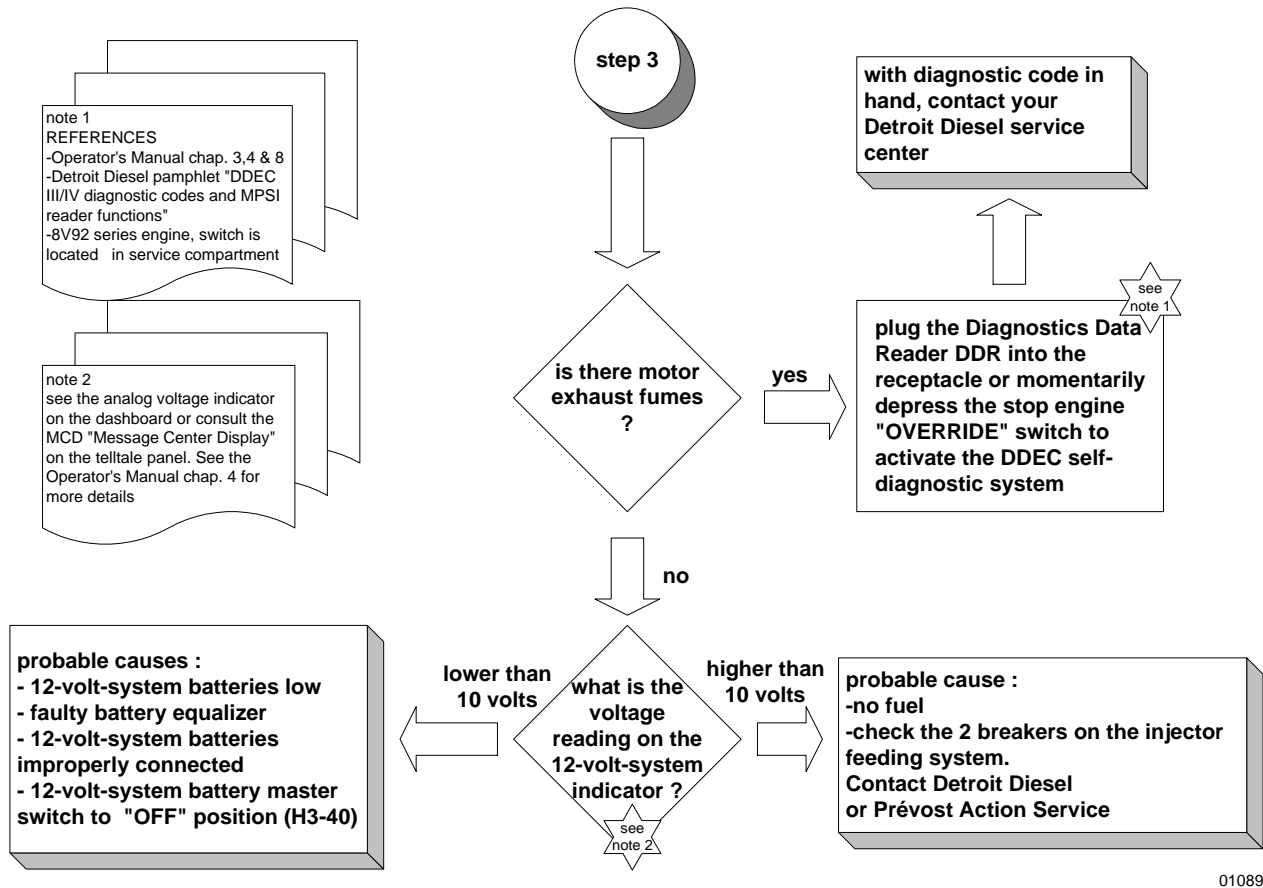 note 1
REFERENCES
-Operator's Manual chap. 3,4 & 8
-Detroit Diesel pamphlet "DDEC
III/IV diagnostic codes and MPSI
reader functions"
-8V92 series engine, switch is
located in service compartment
note 2
see the analog voltage indicator
on the dashboard or consult the
MCD "Message Center Display"
on the telltale panel. See the
Operator's Manual chap. 4 for
more details
step 3
with diagnostic code in
hand, contact your
Detroit Diesel service
center
is there motor
exhaust fumes
?
yes
see
note 1
plug the Diagnostics Data
Reader DDR into the
receptacle or momentarily
depress the stop engine
"OVERRIDE" switch to
activate the DDEC self-
diagnostic system
no
probable causes :
- 12-volt-system batteries low
- faulty battery equalizer
- 12-volt-system batteries
improperly connected
- 12-volt-system battery master
switch to "OFF" position (H3-40)
lower than
10 volts
what is the
voltage
reading on the
12-volt-system
indicator ?
see
note 2
higher than
10 volts
probable cause :
-no fuel
-check the 2 breakers on the injector
feeding system.
Contact Detroit Diesel
or Prévost Action Service
01089